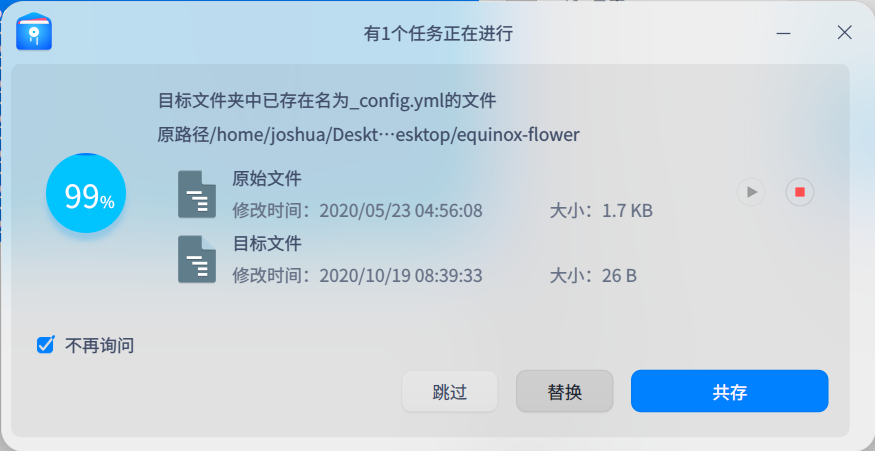 有1个任务正在进行
目标文件夹中已存在名为_config.yml的文件
原路径/home/joshua/Deskt…esktop/equinox-flower
99%
原始文件
修改时间：2020/05/23 04:56:08 大小：1.7 KB
目标文件
修改时间：2020/10/19 08:39:33 大小：26 B
不再询问
跳过 替换 共存